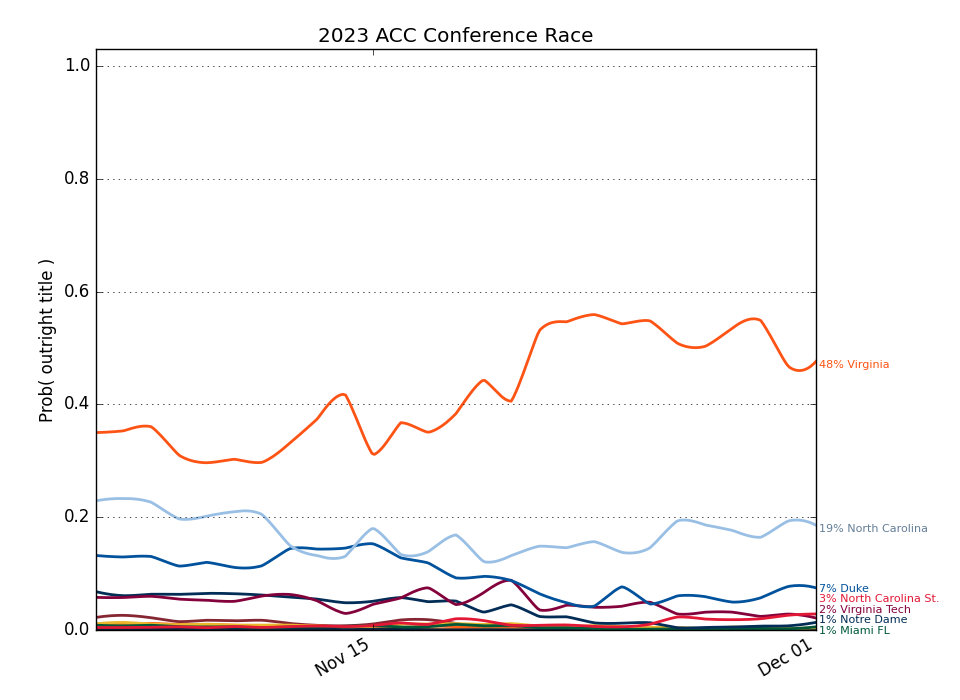 2023 ACC Conference Race
Prob( outright title )
1.0
0.8
0.6
0.4
0.2
0.0
Nov 15
Dec 01
48% Virginia
19% North Carolina
7% Duke
3% North Carolina St.
2% Virginia Tech
1% Notre Dame
1% Miami FL